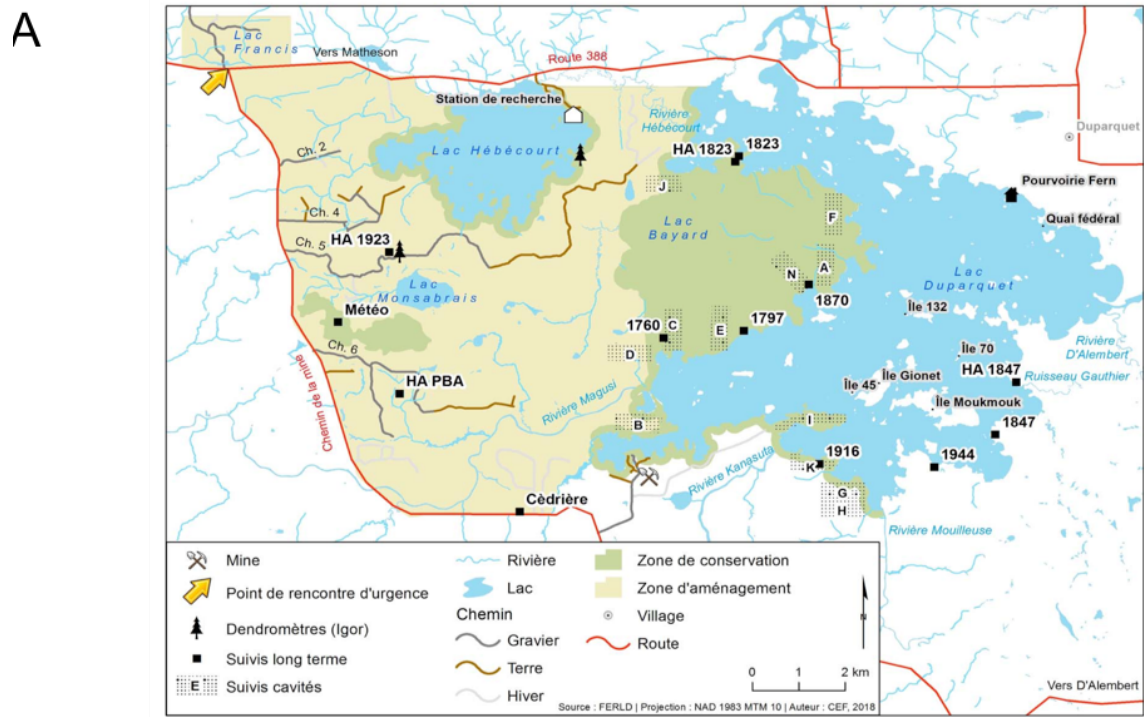 A
Lac
Francis
Vers Matheson
Route 388
Station de recherche
Rivière
Hébécourt
HA 1823
1823
Duparquet
Lac Hébécourt
Ch. 2
J
Pourvoirie Fern
Ch. 4
Lac
Bayard
F
Quai fédéral
HA 1923
Ch. 5
N
A
Lac
Duparquet
Lac
Monsabrais
1870
Île 132
Météo
1760
C
E
1797
Rivière
D'Alembert
Ch. 6
D
Île 70
HA 1847
Ruisseau Gauthier
HA PBA
Île Gionet
Île 45
Île Moukmouk
Rivière Magusi
Chemin de la mine
B
I
1847
1916
K
1944
Rivière Kanasuta
Cèdrière
G
H
Rivière Mouilleuse
Mine
Point de rencontre d'urgence
Dendromètres (Igor)
Suivis long terme
E
Suivis cavités
Rivière
Lac
Chemin
Gravier
Terre
Hiver
Zone de conservation
Zone d'aménagement
Village
Route
N
0 1 2 km
Source : FERLD | Projection : NAD 1983 MTM 10 | Auteur : CEF, 2018
Vers D'Alembert